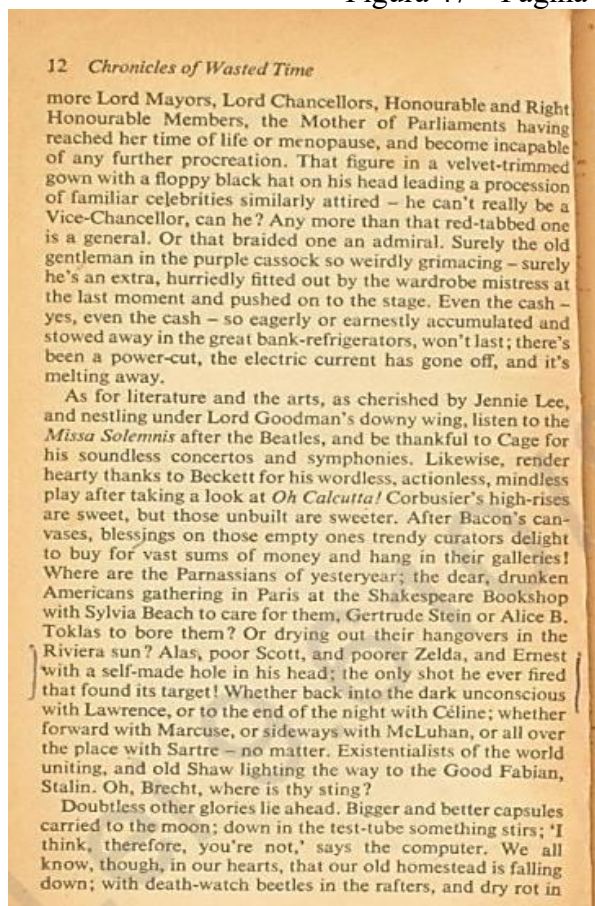 12 Chronicles of Wasted Time
more Lord Mayors, Lord Chancellors, Honourable and Right
Honourable Members, the Mother of Parliaments having
reached her time of life or menopause, and become incapable
of any further procreation. That figure in a velvet-trimmed
gown with a floppy black hat on his head leading a procession
of familiar celebrities similarly attired – he can't really be a
Vice-Chancellor, can he? Any more than that red-tabbed one
is a general. Or that braided one an admiral. Surely the old
gentleman in the purple cassock so weirdly grimacing – surely
he's an extra, hurriedly fitted out by the wardrobe mistress at
the last moment and pushed on to the stage. Even the cash –
yes, even the cash – so eagerly or earnestly accumulated and
stowed away in the great bank-refrigerators, won't last; there's
been a power-cut, the electric current has gone off, and it's
melting away.
As for literature and the arts, as cherished by Jennie Lee,
and nestling under Lord Goodman's downy wing, listen to the
Missa Solemnis after the Beatles, and be thankful to Cage for
his soundless concertos and symphonies. Likewise, render
hearty thanks to Beckett for his wordless, actionless, mindless
play after taking a look at Oh Calcutta! Corbusier's high-rises
are sweet, but those unbuilt are sweeter. After Bacon's can-
vases, blessings on those empty ones trendy curators delight
to buy for vast sums of money and hang in their galleries!
Where are the Parnassians of yesteryear; the dear, drunken
Americans gathering in Paris at the Shakespeare Bookshop
with Sylvia Beach to care for them, Gertrude Stein or Alice B.
Toklas to bore them? Or drying out their hangovers in the
Riviera sun? Alas, poor Scott, and poorer Zelda, and Ernest
with a self-made hole in his head; the only shot he ever fired
that found its target! Whether back into the dark unconscious
with Lawrence, or to the end of the night with Céline; whether
forward with Marcuse, or sideways with McLuhan, or all over
the place with Sartre – no matter. Existentialists of the world
uniting, and old Shaw lighting the way to the Good Fabian,
Stalin. Oh, Brecht, where is thy sting?
Doubtless other glories lie ahead. Bigger and better capsules
carried to the moon; down in the test-tube something stirs; 'I
think, therefore, you're not,' says the computer. We all
know, though, in our hearts, that our old homestead is falling
down; with death-watch beetles in the rafters, and dry rot in